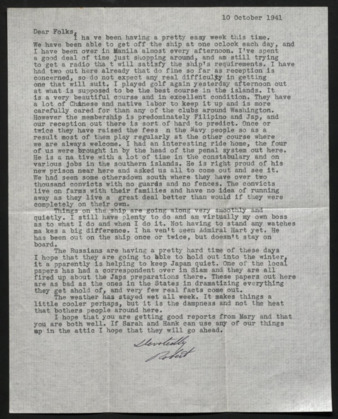 10 October 1941
Dear Folks,
I ha ve been having a pretty easy week this time.
We have been able to get off the ship at one oclock each day, and
I have been over in Manila almost every afternoon. I've spent
a good deal of time just shopping around, and am still trying
to get a radio tha t will satisfy the ship's requirements. I have
had two out here already that do fine so far as reception is
concerned, so do not expect any real difficulty in getting
one that will suit. I played golf again yesterday afternoon out
at what is supposed to be the best course in the islands. It
is a very beautiful course and in excellent condition. They have
a lot of Chinese and native labor to keep it up and is more
carefully cared for than any of the clubs around Washington.
However the membership is predominately Filipino and Jap, and
our reception out there is sort of hard to predict. Once or
twice they have raised the fees on the Navy people so as a
result most of them play regularly at the other course where
we are always welcome. I had an interesting ride home, the four
of us were brought in by the head of the penal system out here.
He is a na tive with a lot of time in the constabulary and on
various jobs in the southern islands. He is right proud of his
new prison near here and asked us all to come out and see it.
He had seen some otherwhere south where they have over two
thousand convicts with no guards and no fences. The convicts
live on farms with their families and have no idea of running
away as they live a great deal better than would if they were
completely on their own.
Things on the ship are going along very smoothly and
quietly. I still have plenty to do and am virtually my own boss
as to what I do and when I do it. Not having to stand any watches
ma kes a big difference. I ha ven't seen Admiral Hart yet. He
has been out on the ship once or twice, but doesn't stay on
board.
The Russians are having a pretty hard time of these days
I hope that they are going to be able to hold out into the winter,
it a pparently is helping to keep Japan quiet. One of the local
papers has had a correspondent over in Siam and they are all
fired up about the Japs preparations there. These papers out here
are as bad as the ones in the States in dramatizing everything
they get ahold of, and very few real facts come out.
The weather has stayed wet all week. It makes things a
little cooler perhaps, but it is the dampness and not the heat
that bothers people around here.
I hope that you are getting good reports from Mary and that
you are both well. If Sarah and Hank can use any of our things
up in the attic I hope that they will go ahead.
Devotedly
Robert